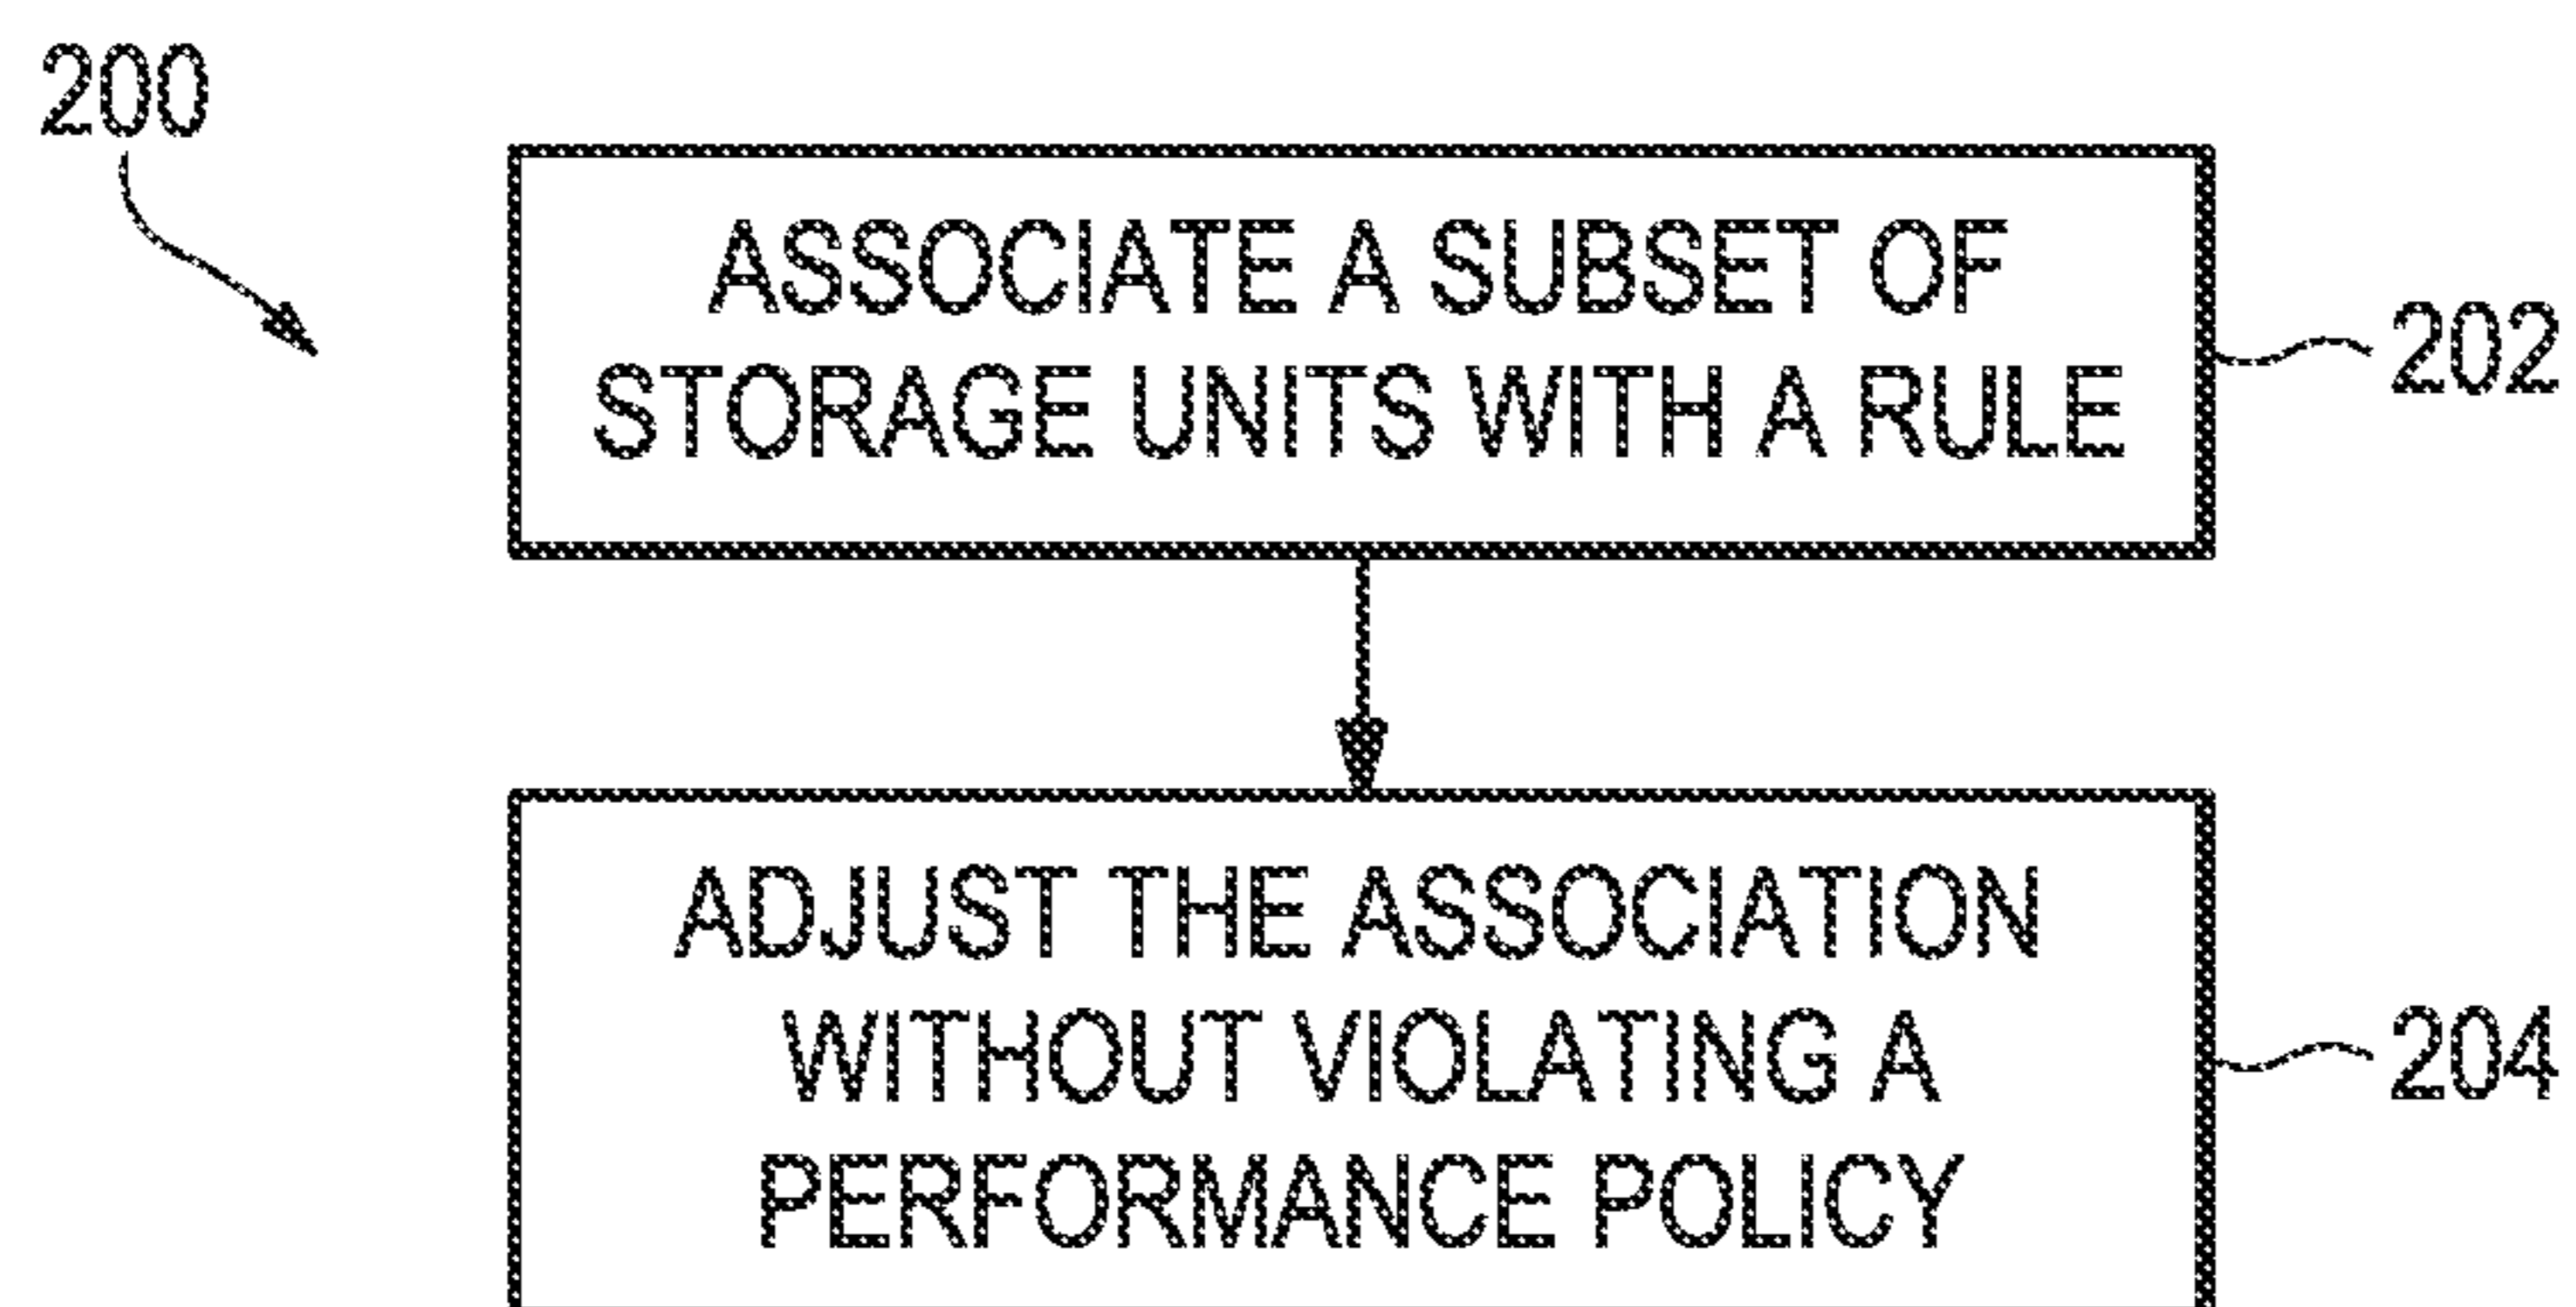 200
ASSOCIATE A SUBSET OF
STORAGE UNITS WITH A RULE
202
ADJUST THE ASSOCIATION
WITHOUT VIOLATING A
PERFORMANCE POLICY
204